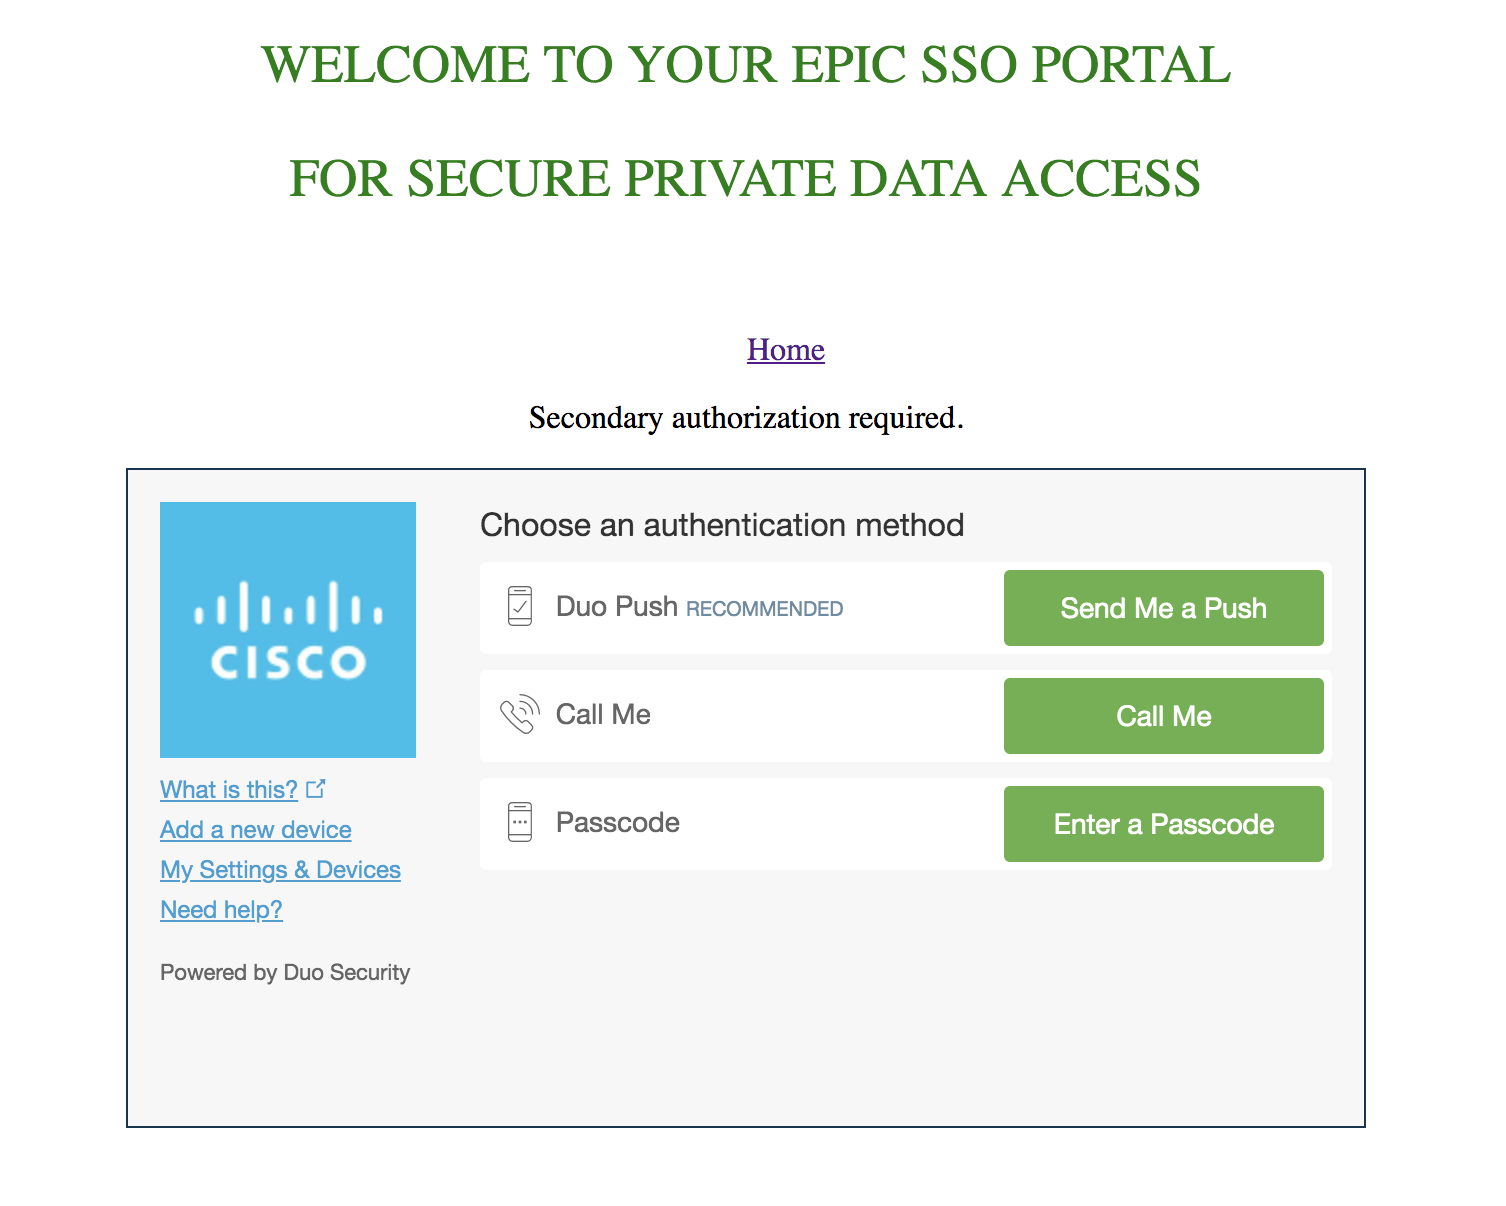 WELCOME TO YOUR EPIC SSO PORTAL
FOR SECURE PRIVATE DATA ACCESS
Home
Secondary authorization required.
CISCO
What is this?
Add a new device
My Settings & Devices
Need help?
Powered by Duo Security
Choose an authentication method
Duo Push RECOMMENDED
Send Me a Push
Call Me
Call Me
Passcode
Enter a Passcode